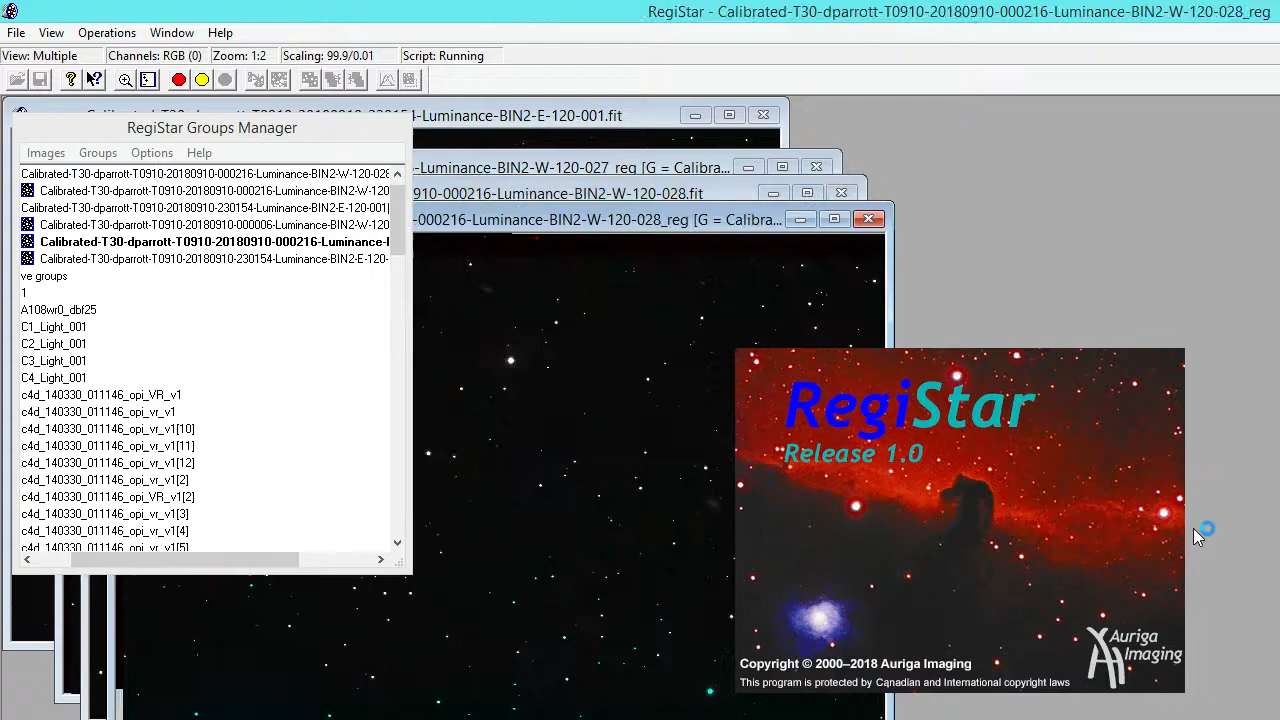 RegiStar - Calibrated-T30-dparrott-T0910-20180910-000216-Luminance-BIN2-W-120-028_reg
File View Operations Window Help
View: Multiple Channels: RGB (0) Zoom: 1:2 Scaling: 99.9/0.01 Script: Running
Calibrated-T30-dparrott-T0910-20180910-230154-Luminance-BIN2-E-120-001.fit
RegiStar Groups Manager
-Luminance-BIN2-W-120-027_reg [G = Calibra...
Images Groups Options Help
910-000216-Luminance-BIN2-W-120-028.fit
-000216-Luminance-BIN2-W-120-028_reg [G = Calibra...
Calibrated-T30-dparrott-T0910-20180910-000216-Luminance-BIN2-W-120-028
Calibrated-T30-dparrott-T0910-20180910-000216-Luminance-BIN2-W-120
Calibrated-T30-dparrott-T0910-20180910-230154-Luminance-BIN2-E-120-001
Calibrated-T30-dparrott-T0910-20180910-000006-Luminance-BIN2-W-120
Calibrated-T30-dparrott-T0910-20180910-000216-Luminance-
Calibrated-T30-dparrott-T0910-20180910-230154-Luminance-BIN2-E-120-
ve groups
1
A108wr0_dbf25
C1_Light_001
C2_Light_001
C3_Light_001
C4_Light_001
c4d_140330_011146_opi_VR_v1
c4d_140330_011146_opi_vr_v1
c4d_140330_011146_opi_vr_v1[10]
c4d_140330_011146_opi_vr_v1[11]
c4d_140330_011146_opi_vr_v1[12]
c4d_140330_011146_opi_vr_v1[2]
c4d_140330_011146_opi_VR_v1[2]
c4d_140330_011146_opi_vr_v1[3]
c4d_140330_011146_opi_vr_v1[4]
c4d_140330_011146_opi_vr_v1[5]
RegiStar
Release 1.0
Auriga
Imaging
Copyright © 2000–2018 Auriga Imaging
This program is protected by Canadian and International copyright laws